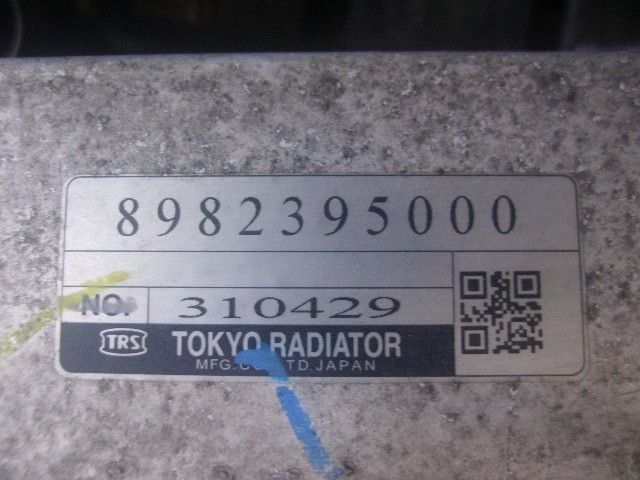 8982395000
NO. 310429
TRS TOKYO RADIATOR
MFG.CO.,LTD.JAPAN